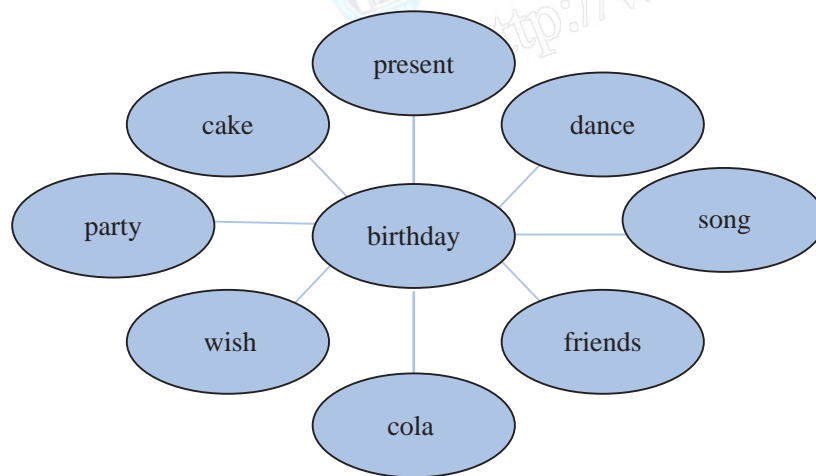 present
cake
dance
party
birthday
song
wish
friends
cola